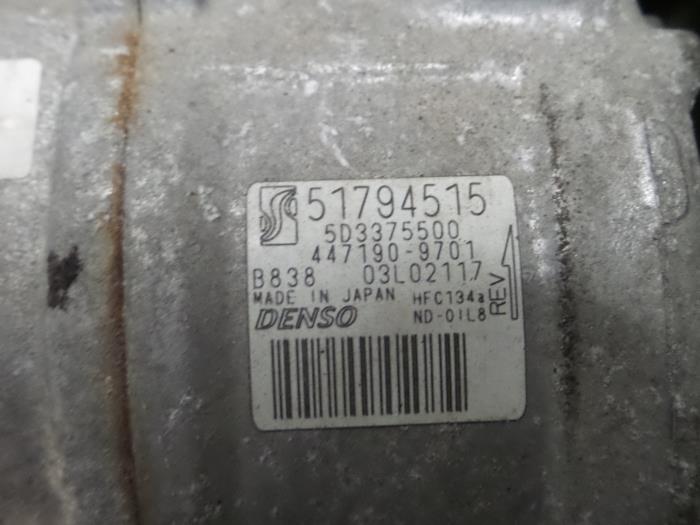 51794515
5D3375500
447190-9701
B838 03L02117
MADE IN JAPAN HFC134a
DENSO ND-OIL8
REV